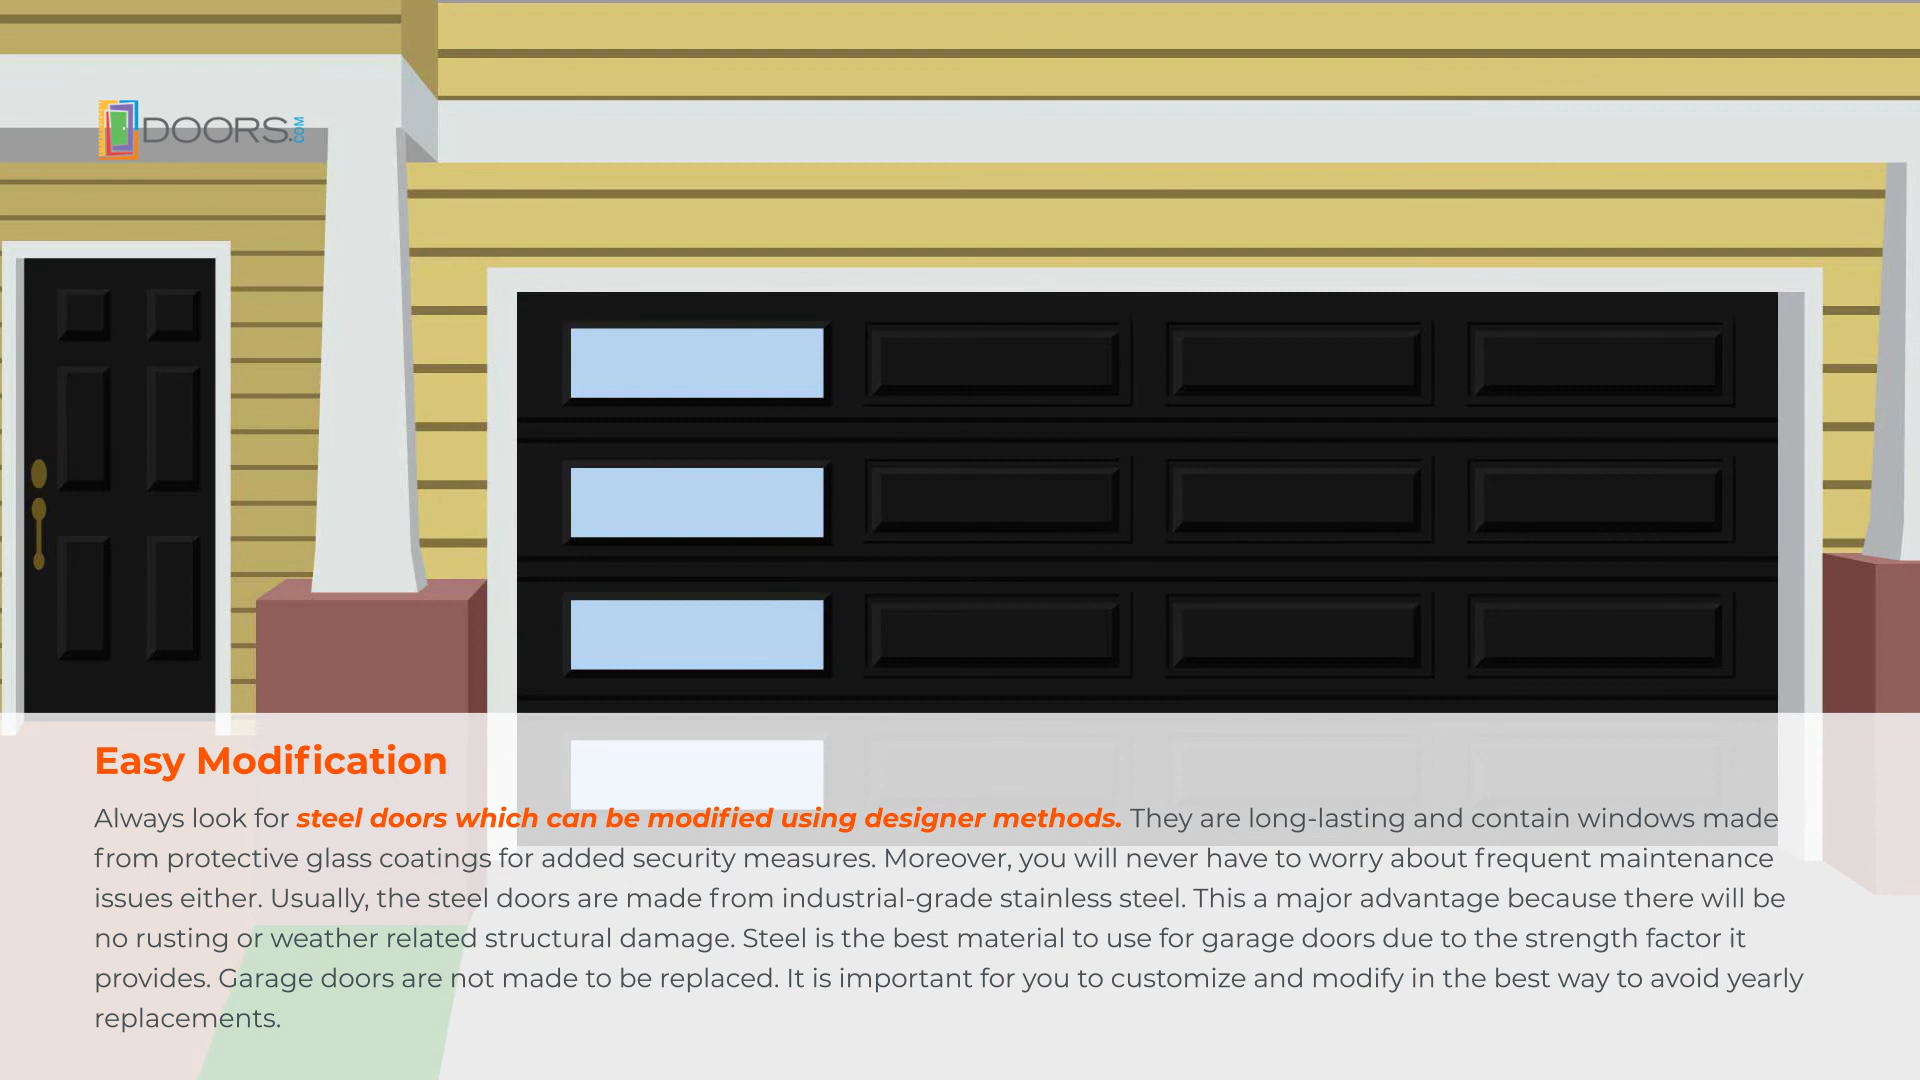 DOORS.COM
Easy Modification
Always look for steel doors which can be modified using designer methods. They are long-lasting and contain windows made
from protective glass coatings for added security measures. Moreover, you will never have to worry about frequent maintenance
issues either. Usually, the steel doors are made from industrial-grade stainless steel. This a major advantage because there will be
no rusting or weather related structural damage. Steel is the best material to use for garage doors due to the strength factor it
provides. Garage doors are not made to be replaced. It is important for you to customize and modify in the best way to avoid yearly
replacements.